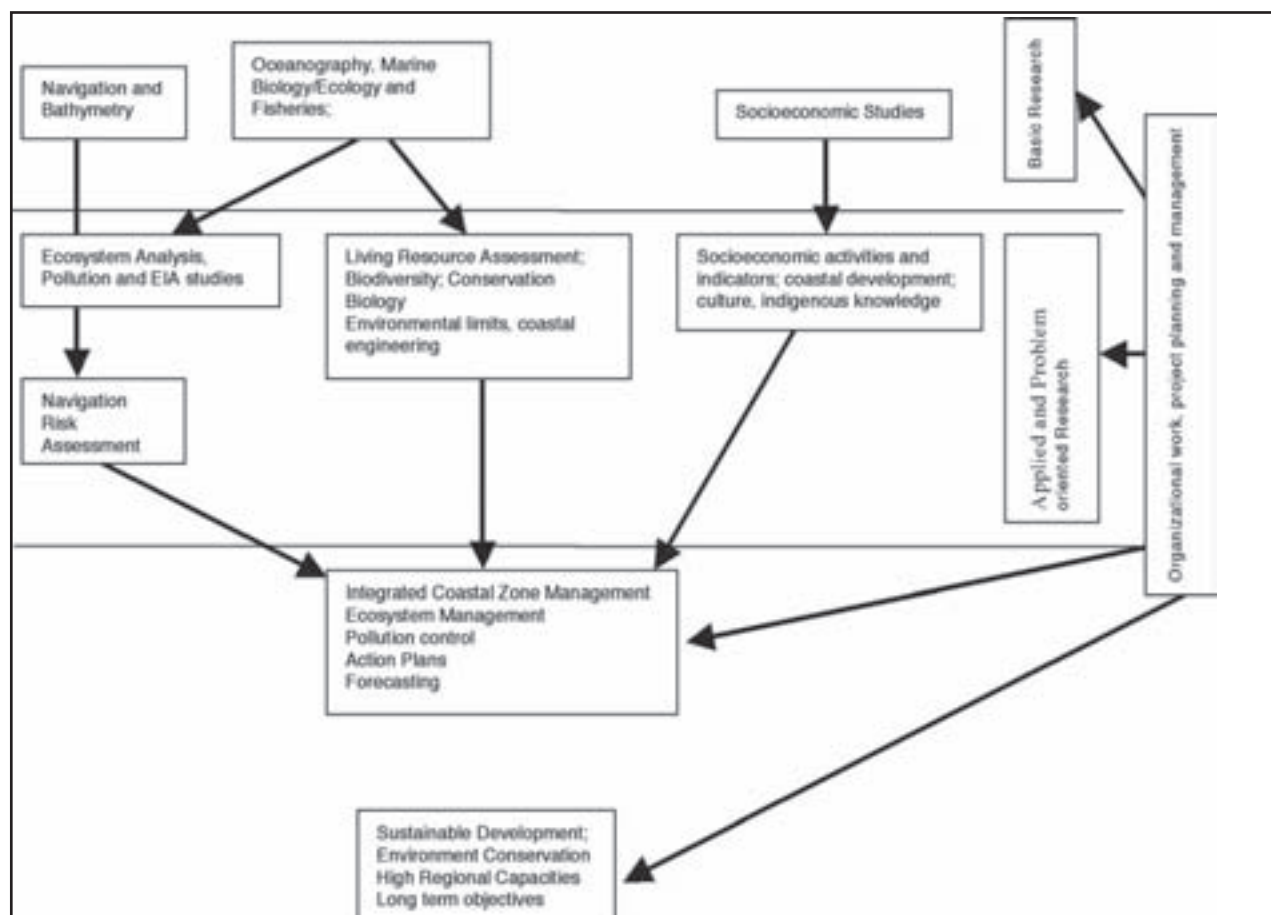 Navigation and
Bathymetry
Oceanography, Marine
Biology/Ecology and
Fisheries;
Socioeconomic Studies
Basic Research
Organizational work, project planning and management
Ecosystem Analysis,
Pollution and EIA studies
Living Resource Assessment;
Biodiversity; Conservation
Biology
Environmental limits, coastal
engineering
Socioeconomic activities and
indicators; coastal development;
culture, indigenous knowledge
Applied and Problem
oriented Research
Navigation
Risk
Assessment
Integrated Coastal Zone Management
Ecosystem Management
Pollution control
Action Plans
Forecasting
Sustainable Development;
Environment Conservation
High Regional Capacities
Long term objectives